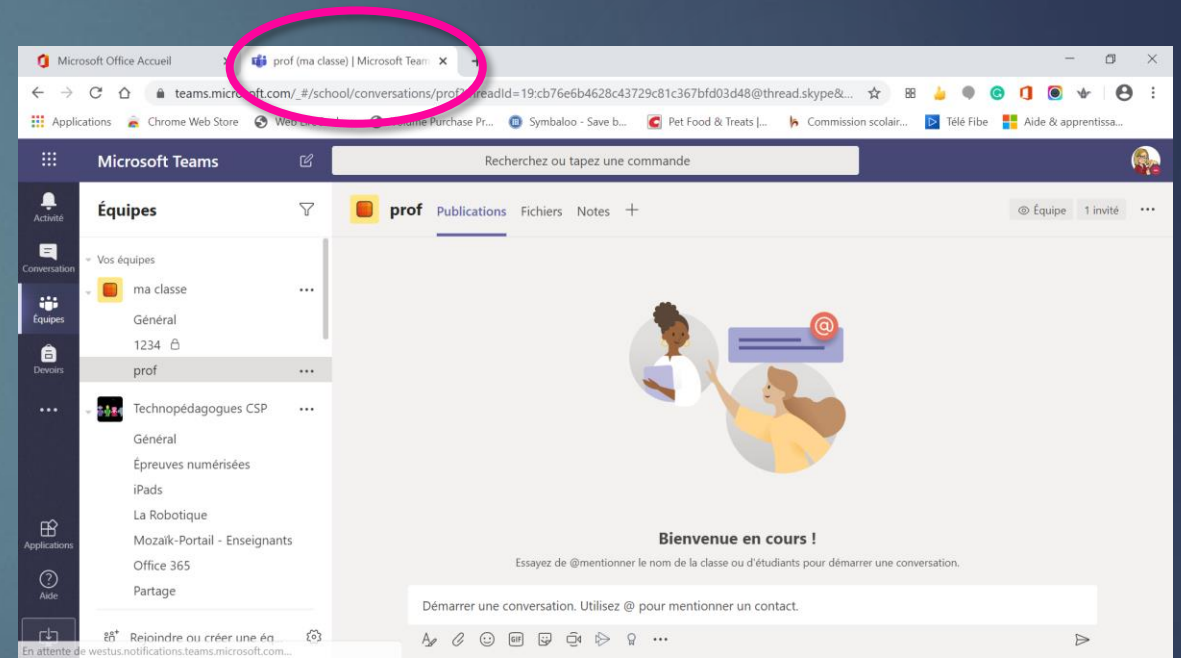 Microsoft Office Accueil
prof (ma classe) | Microsoft Team
teams.microsoft.com/_#/school/conversations/prof?threadId=19:cb76e6b4628c43729c81c367bfd03d48@thread.skype&...
Applications Chrome Web Store Purchase Pr... Symbaloo - Save b... Pet Food & Treats |... Commission scolair... Télé Fibe Aide & apprentissa...
Microsoft Teams
Recherchez ou tapez une commande
Activité
Conversation
Équipes
Devoirs
Applications
Aide
Équipes
Vos équipes
ma classe
Général
1234
prof
Technopédagogues CSP
Général
Épreuves numérisées
iPads
La Robotique
Mozaïk-Portail - Enseignants
Office 365
Partage
Rejoindre ou créer une éq...
En attente de westus.notifications.teams.microsoft.com...
prof Publications Fichiers Notes +
Équipe 1 invité
@
Bienvenue en cours !
Essayez de @mentionner le nom de la classe ou d'étudiants pour démarrer une conversation.
Démarrer une conversation. Utilisez @ pour mentionner un contact.
GIF